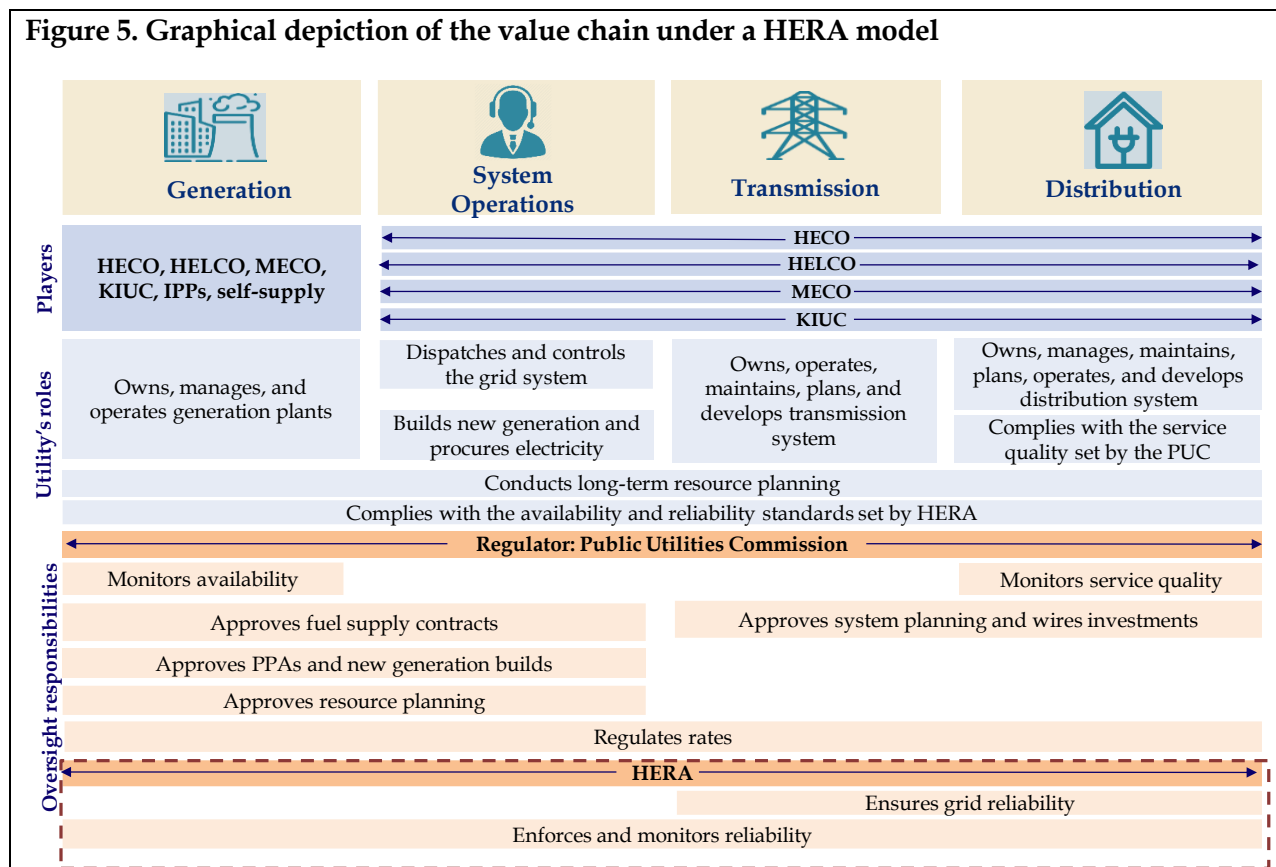 Figure 5. Graphical depiction of the value chain under a HERA model
Generation
System
Operations
Transmission
Distribution
Players
HECO, HELCO, MECO,
KIUC, IPPs, self-supply
HECO
HELCO
MECO
KIUC
Utility's roles
Owns, manages, and
operates generation plants
Dispatches and controls
the grid system
Builds new generation and
procures electricity
Owns, operates,
maintains, plans, and
develops transmission
system
Owns, manages, maintains,
plans, operates, and develops
distribution system
Complies with the service
quality set by the PUC
Conducts long-term resource planning
Complies with the availability and reliability standards set by HERA
Oversight responsibilities
Regulator: Public Utilities Commission
Monitors availability
Monitors service quality
Approves fuel supply contracts
Approves system planning and wires investments
Approves PPAs and new generation builds
Approves resource planning
Regulates rates
HERA
Ensures grid reliability
Enforces and monitors reliability